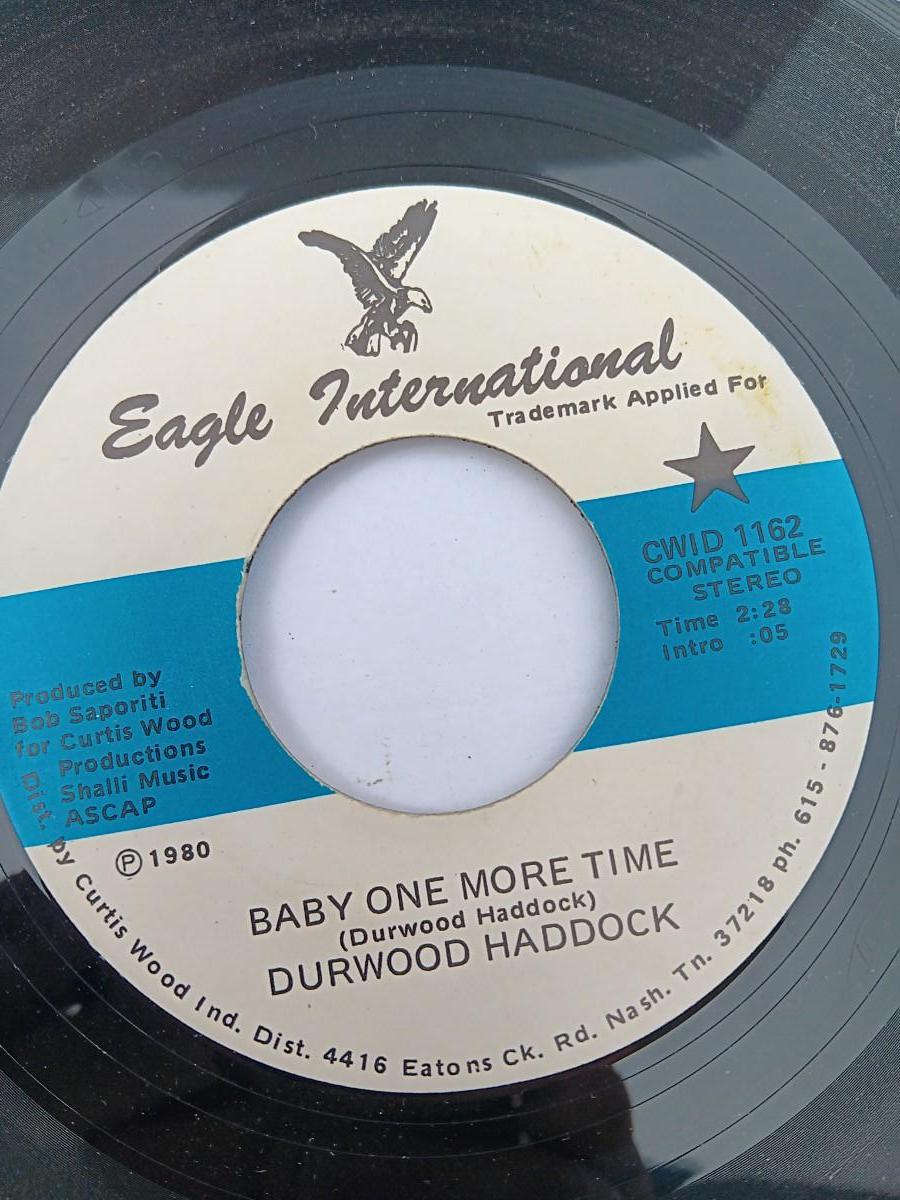 Eagle International
Trademark Applied For
CWID 1162
COMPATIBLE
STEREO
Time 2:28
Intro :05
Produced by
Bob Saporiti
for Curtis Wood
Productions
Shalli Music
ASCAP
℗ 1980
BABY ONE MORE TIME
(Durwood Haddock)
DURWOOD HADDOCK
Dist. by Curtis Wood Ind. Dist. 4416 Eatons Ck. Rd. Nash. Tn. 37218 ph. 615 - 876-1729